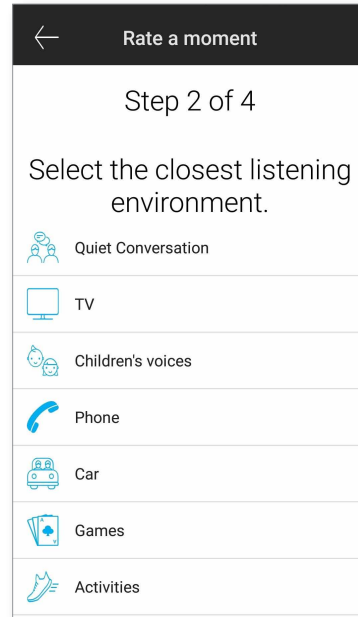 Rate a moment
Step 2 of 4
Select the closest listening
environment.
Quiet Conversation
TV
Children's voices
Phone
Car
Games
Activities